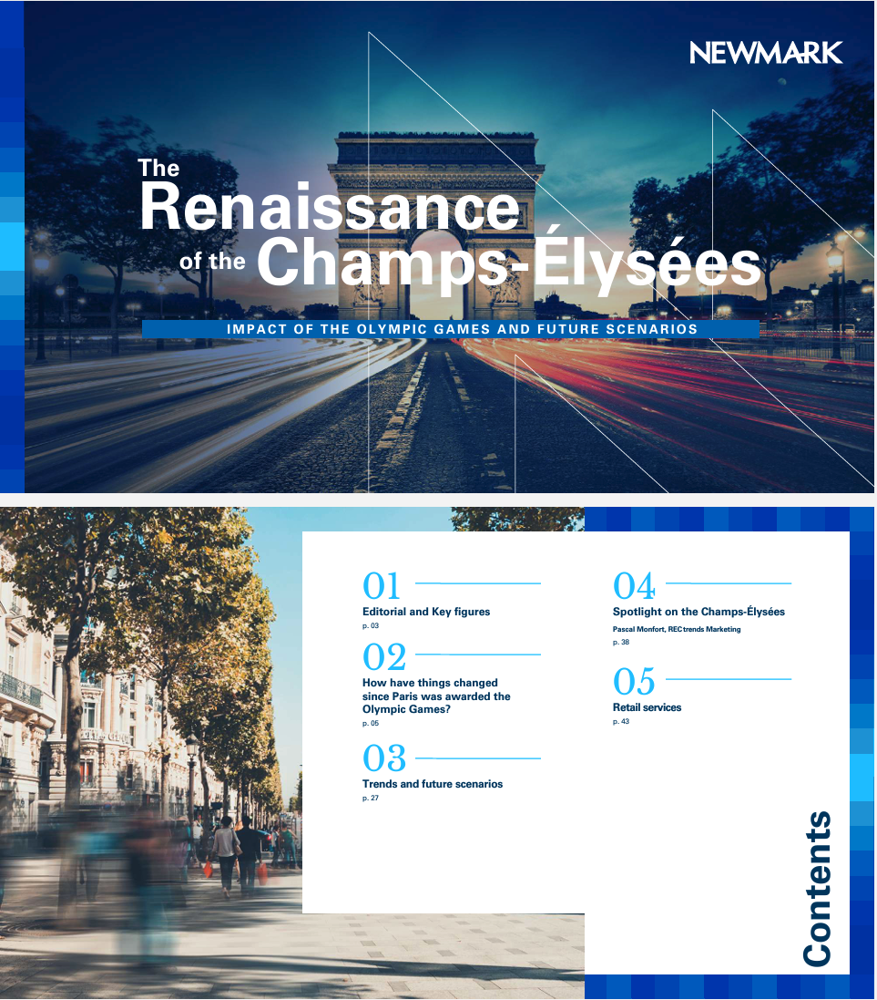 NEWMARK
The
Renaissance
of the Champs-Élysées
IMPACT OF THE OLYMPIC GAMES AND FUTURE SCENARIOS
01
Editorial and Key figures
p. 03
02
How have things changed
since Paris was awarded the
Olympic Games?
p. 05
03
Trends and future scenarios
p. 27
04
Spotlight on the Champs-Élysées
Pascal Monfort, REC trends Marketing
p. 38
05
Retail services
p. 43
Contents